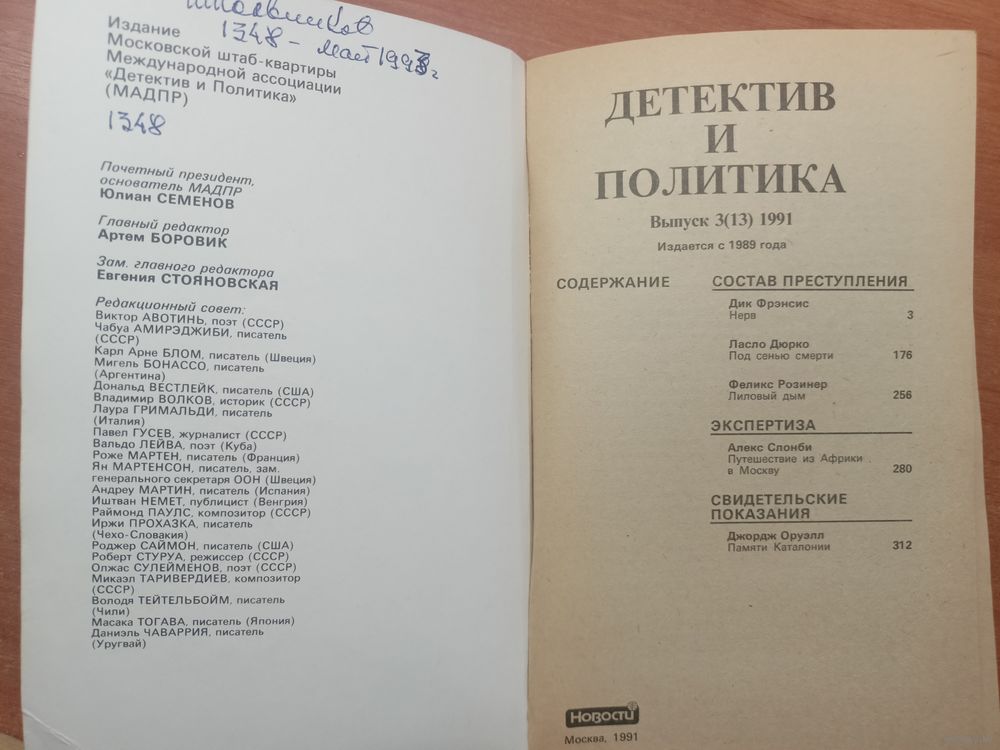 1348 – май 1993г
Издание
Московской штаб-квартиры
Международной ассоциации
«Детектив и Политика»
(МАДПР)
1348
Почетный президент,
основатель МАДПР
Юлиан СЕМЕНОВ
Главный редактор
Артем БОРОВИК
Зам. главного редактора
Евгения СТОЯНОВСКАЯ
Редакционный совет:
Виктор АВОТИНЬ, поэт (СССР)
Чабуа АМИРЭДЖИБИ, писатель
(СССР)
Карл Арне БЛОМ, писатель (Швеция)
Мигель БОНАССО, писатель
(Аргентина)
Дональд ВЕСТЛЕЙК, писатель (США)
Владимир ВОЛКОВ, историк (СССР)
Лаура ГРИМАЛЬДИ, писатель
(Италия)
Павел ГУСЕВ, журналист (СССР)
Вальдо ЛЕЙВА, поэт (Куба)
Роже МАРТЕН, писатель (Франция)
Ян МАРТЕНСОН, писатель, зам.
генерального секретаря ООН (Швеция)
Андреу МАРТИН, писатель (Испания)
Иштван НЕМЕТ, публицист (Венгрия)
Раймонд ПАУЛС, композитор (СССР)
Иржи ПРОХАЗКА, писатель
(Чехо-Словакия)
Роджер САЙМОН, писатель (США)
Роберт СТУРУА, режиссер (СССР)
Олжас СУЛЕЙМЕНОВ, поэт (СССР)
Микаэл ТАРИВЕРДИЕВ, композитор
(СССР)
Володя ТЕЙТЕЛЬБОЙМ, писатель
(Чили)
Масака ТОГАВА, писатель (Япония)
Даниэль ЧАВАРРИЯ, писатель
(Уругвай)
ДЕТЕКТИВ
И
ПОЛИТИКА
Выпуск 3(13) 1991
Издается с 1989 года
СОДЕРЖАНИЕ
СОСТАВ ПРЕСТУПЛЕНИЯ
Дик Фрэнсис
Нерв 3
Ласло Дюрко
Под сенью смерти 176
Феликс Розинер
Лиловый дым 256
ЭКСПЕРТИЗА
Алекс Слонби
Путешествие из Африки
в Москву 280
СВИДЕТЕЛЬСКИЕ
ПОКАЗАНИЯ
Джордж Оруэлл
Памяти Каталонии 312
Новости
Москва, 1991